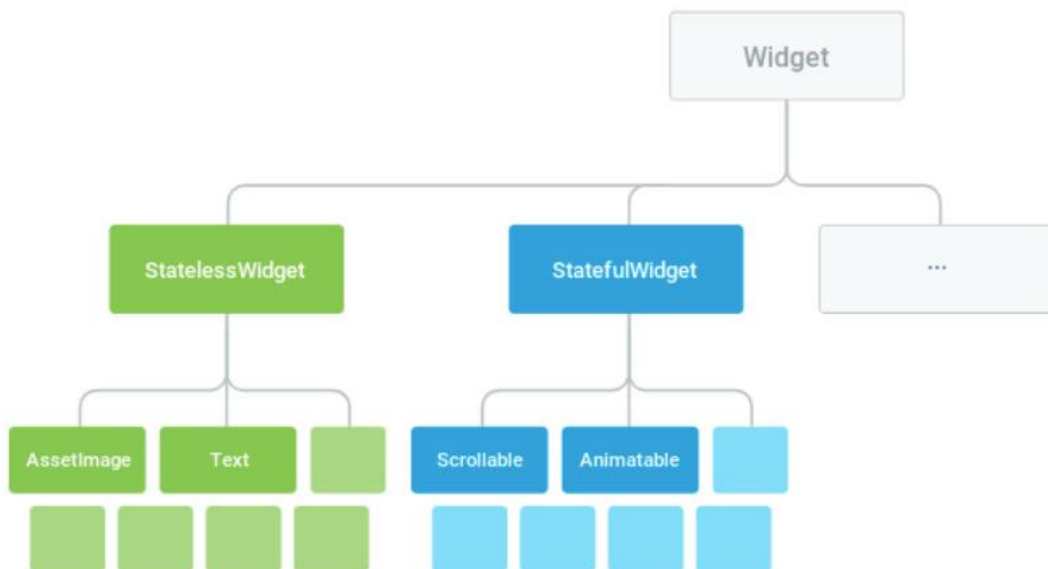 Widget
StatelessWidget
StatefulWidget
...
AssetImage
Text
Scrollable
Animatable